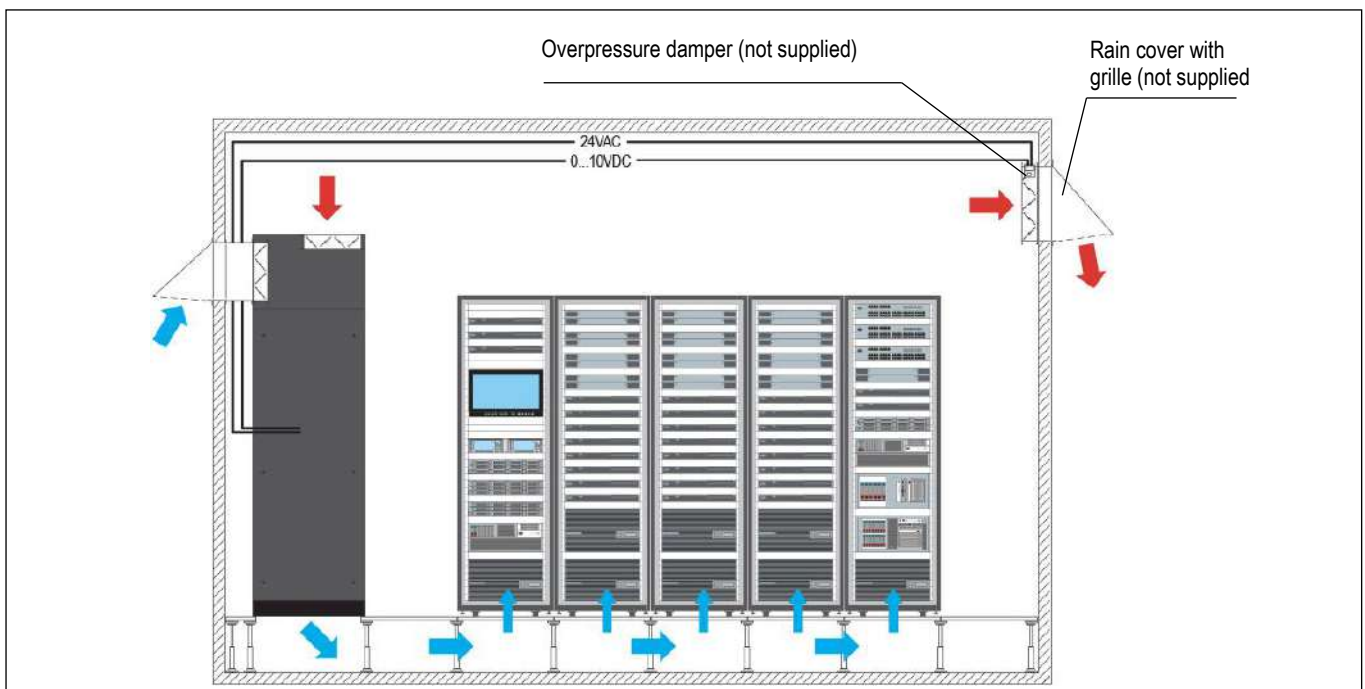 Overpressure damper (not supplied)
Rain cover with
grille (not supplied
24VAC
0...10VDC